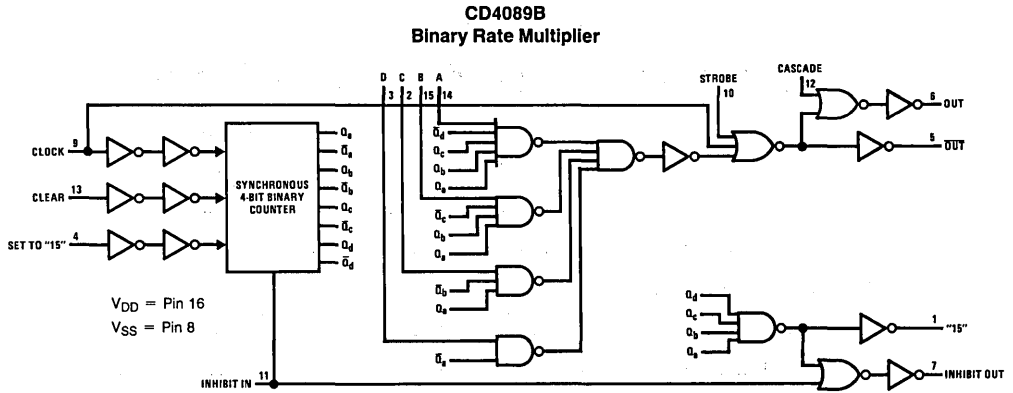 CD4089B
Binary Rate Multiplier
D C B A
3 2 15 14
STROBE
10
CASCADE
12
6
OUT
5
O̅U̅T̅
9
CLOCK
13
CLEAR
4
SET TO "15"
SYNCHRONOUS
4-BIT BINARY
COUNTER
Qa
Q̅a
Qb
Q̅b
Qc
Q̅c
Qd
Q̅d
Q̅d
Qc
Qb
Qa
Q̅c
Qb
Qa
Q̅b
Qa
Q̅a
VDD = Pin 16
VSS = Pin 8
INHIBIT IN
11
Qd
Qc
Qb
Qa
1
"15"
7
INHIBIT OUT